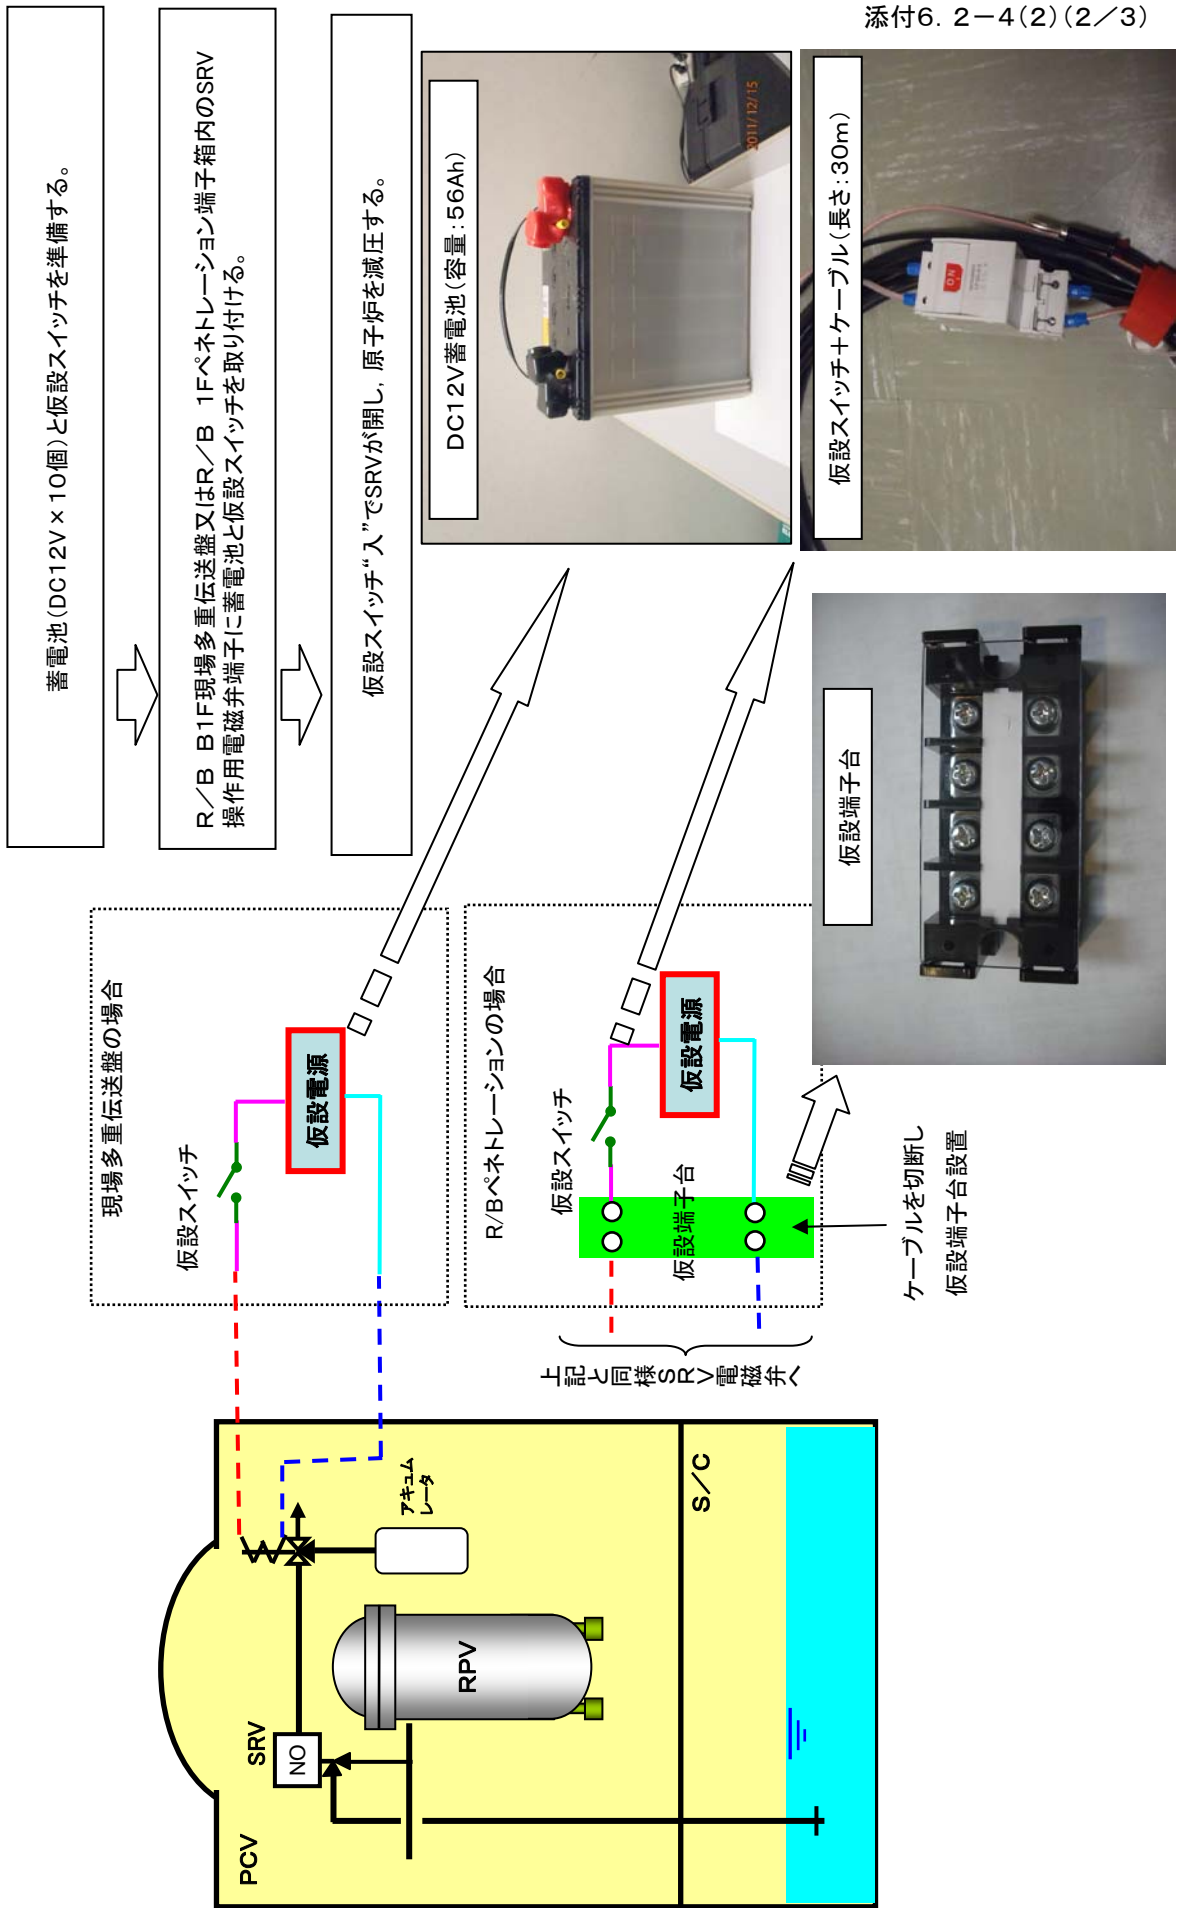 添付6.2-4(2)(2/3)
蓄電池(DC12V×10個)と仮設スイッチを準備する。
R/B B1F現場多重伝送盤又はR/B 1Fペネトレーション端子箱内のSRV
操作用電磁弁端子に蓄電池と仮設スイッチを取り付ける。
仮設スイッチ“入”でSRVが開し,原子炉を減圧する。
DC12V蓄電池(容量:56Ah)
2011/12/15
仮設スイッチ+ケーブル(長さ:30m)
ON
仮設端子台
現場多重伝送盤の場合
仮設スイッチ
仮設電源
R/Bペネトレーションの場合
仮設スイッチ
仮設電源
仮設端子台
ケーブルを切断し
仮設端子台設置
上記と同様SRV電磁弁へ
PCV
SRV
NO
RPV
アキュム
レータ
S/C